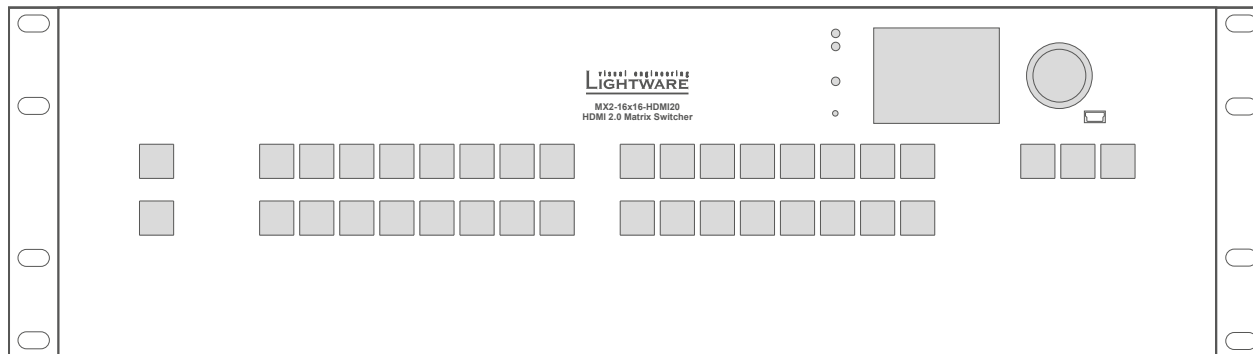 visual engineering
LIGHTWARE
MX2-16x16-HDMI20
HDMI 2.0 Matrix Switcher